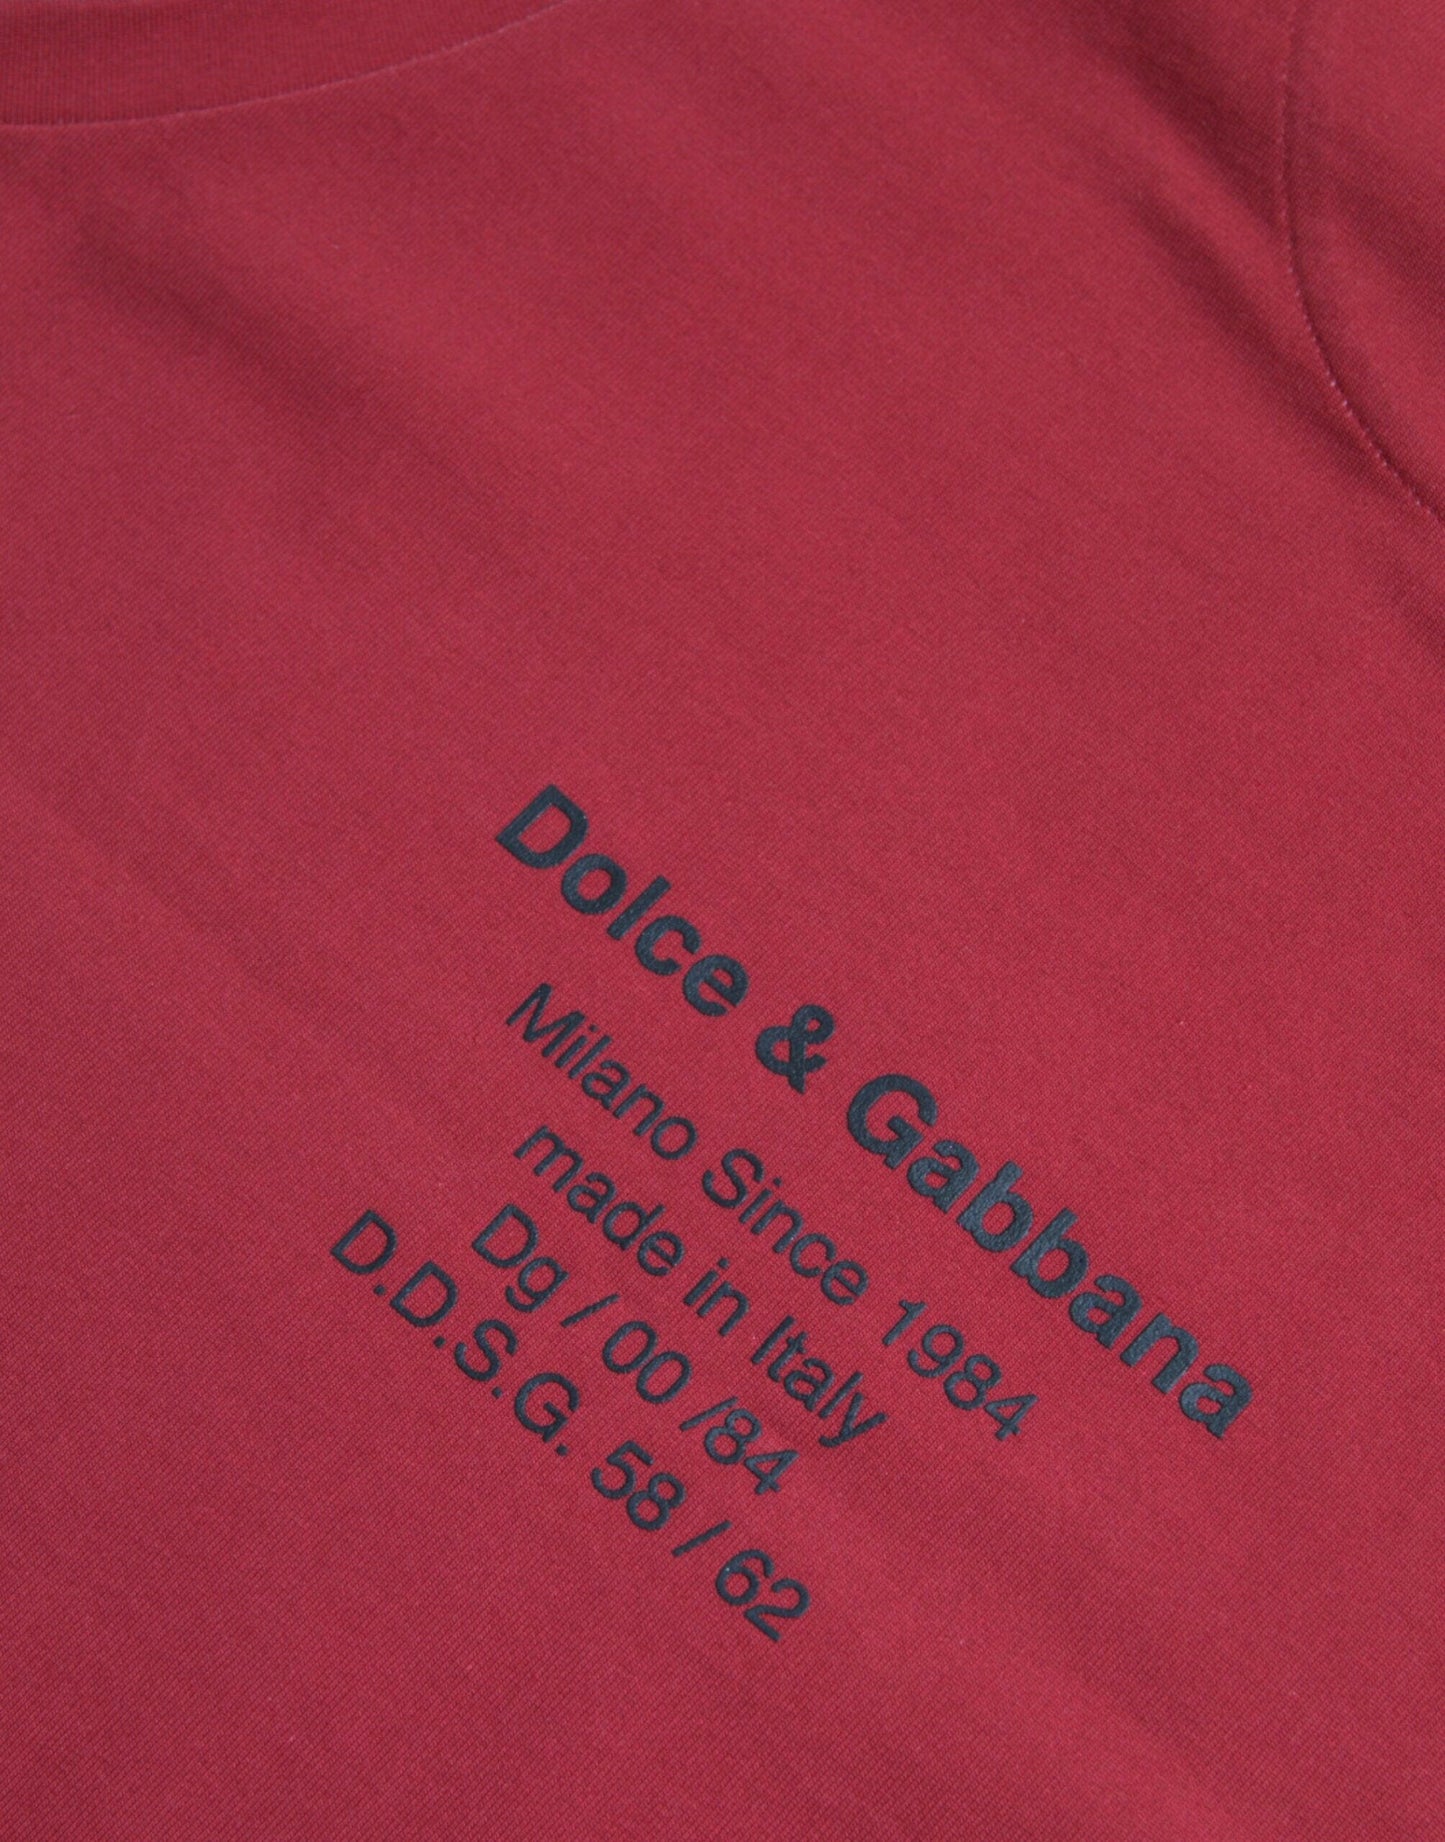 Dolce & Gabbana
Milano Since 1984
made in Italy
Dg / 00 /84
D.D.S.G. 58 / 62